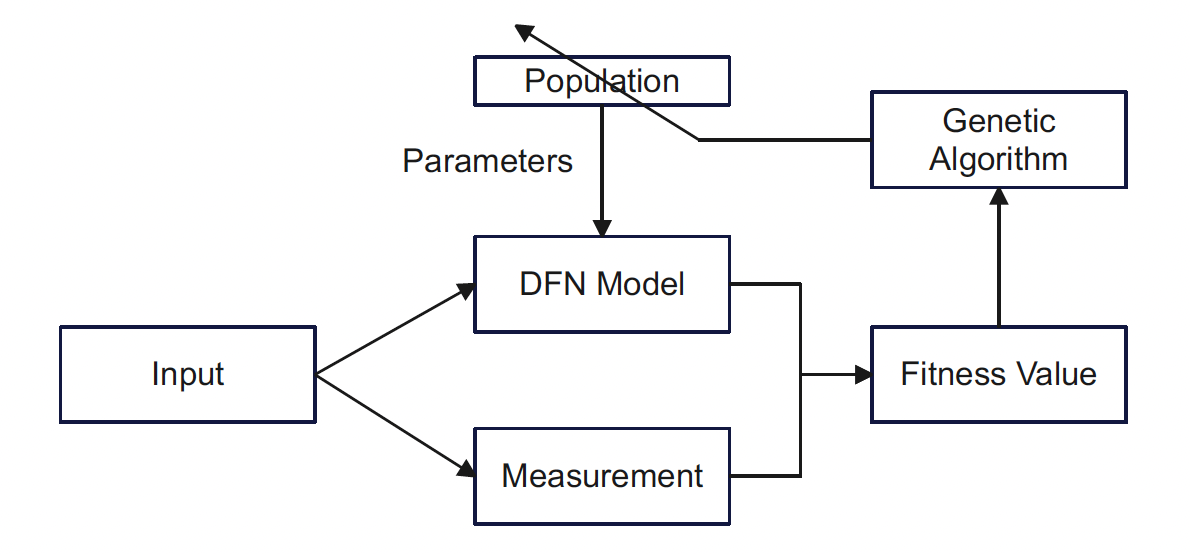 Population
Genetic
Algorithm
Parameters
DFN Model
Input
Fitness Value
Measurement